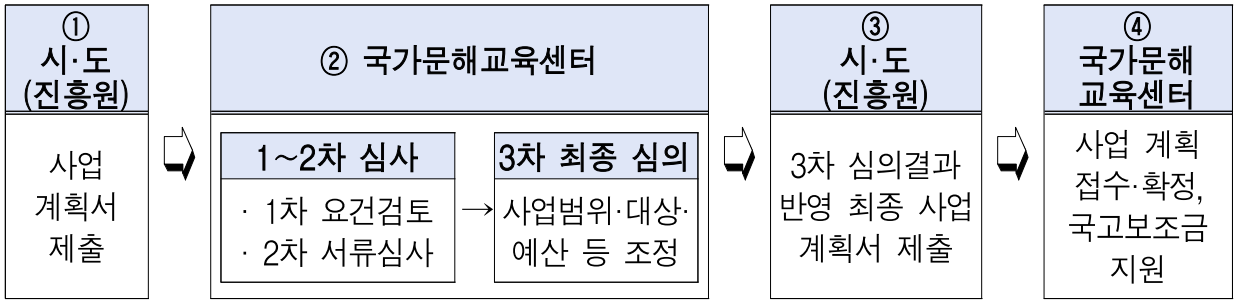 ①
시·도
(진흥원)
사업
계획서
제출
② 국가문해교육센터
1~2차 심사
· 1차 요건검토
· 2차 서류심사
→
3차 최종 심의
사업범위·대상·
예산 등 조정
③
시·도
(진흥원)
3차 심의결과
반영 최종 사업
계획서 제출
④
국가문해
교육센터
사업 계획
접수·확정,
국고보조금
지원